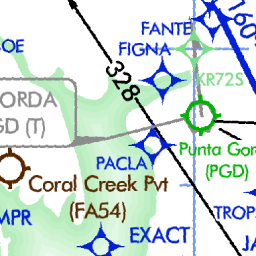 FANTE
FIGNA
160
OE
328
KR72S
ORDA
GD (T)
Punta Gor
(PGD)
PACLA
Coral Creek Pvt
(FA54)
MPR
EXACT
TROP
JA